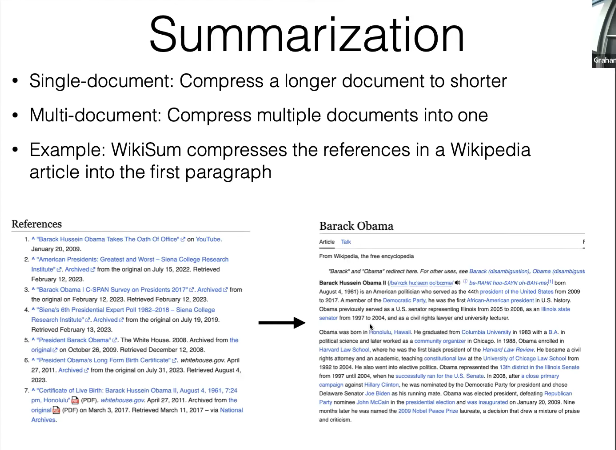 Summarization
Graham
• Single-document: Compress a longer document to shorter
• Multi-document: Compress multiple documents into one
• Example: WikiSum compresses the references in a Wikipedia
article into the first paragraph
References
1. ^ "Barack Hussein Obama Takes The Oath Of Office" on YouTube.
January 20, 2009.
2. ^ "American Presidents: Greatest and Worst – Siena College
Research Institute". Archived from the original on July 15, 2022. Retrieved
February 12, 2023.
3. ^ "Barack Obama | C-SPAN Survey on Presidents 2017". Archived from
the original on February 12, 2023. Retrieved February 12, 2023.
4. ^ "Siena's 6th Presidential Expert Poll 1982–2018 – Siena College
Research Institute". Archived from the original on July 19, 2019.
Retrieved February 13, 2023.
5. ^ "President Barack Obama". The White House. 2008. Archived from the
original on October 26, 2009. Retrieved December 12, 2008.
6. ^ "President Obama's Long Form Birth Certificate". whitehouse.gov. April
27, 2011. Archived from the original on July 31, 2023. Retrieved August 4,
2023.
7. ^ "Certificate of Live Birth: Barack Hussein Obama II, August 4, 1961, 7:24
pm, Honolulu" (PDF). whitehouse.gov. April 27, 2011. Archived from the
original (PDF) on March 3, 2017. Retrieved March 11, 2017 – via National
Archives.
Barack Obama
Article Talk
From Wikipedia, the free encyclopedia
"Barack" and "Obama" redirect here. For other uses, see Barack (disambiguation), Obama (disambiguation
Barack Hussein Obama II born
August 4, 1961) is an American politician who served as the 44th president of the United States from 2009
to 2017. A member of the Democratic Party, he was the first African-American president in U.S. history.
Obama previously served as a U.S. senator representing Illinois from 2005 to 2008, as an Illinois state
senator from 1997 to 2004, and as a civil rights lawyer and university lecturer.
Obama was born in Honolulu, Hawaii. He graduated from Columbia University in 1983 with a B.A. in
political science and later worked as a community organizer in Chicago. In 1988, Obama enrolled in
Harvard Law School, where he was the first black president of the Harvard Law Review. He became a civil
rights attorney and an academic, teaching constitutional law at the University of Chicago Law School from
1992 to 2004. He also went into elective politics. Obama represented the 13th district in the Illinois Senate
from 1997 until 2004, when he successfully ran for the U.S. Senate. In 2008, after a close primary
campaign against Hillary Clinton, he was nominated by the Democratic Party for president and chose
Delaware Senator Joe Biden as his running mate. Obama was elected president, defeating Republican
Party nominee John McCain in the presidential election and was inaugurated on January 20, 2009. Nine
months later he was named the 2009 Nobel Peace Prize laureate, a decision that drew a mixture of praise
and criticism.